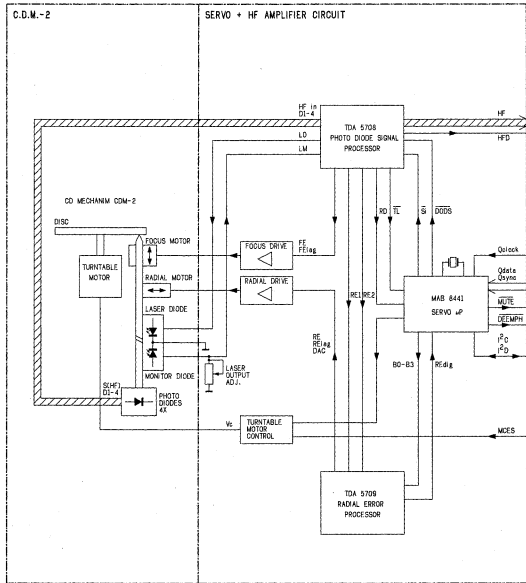 C.D.M.-2
SERVO + HF AMPLIFIER CIRCUIT
HF in
D1-4
LD
LM
TDA 5708
PHOTO DIODE SIGNAL
PROCESSOR
HF
HFD
RD
TL
Si
DODS
CD MECHANIM CDM-2
DISC
FOCUS MOTOR
TURNTABLE
MOTOR
RADIAL MOTOR
LASER DIODE
MONITOR DIODE
FOCUS DRIVE
RADIAL DRIVE
FE
FElag
RE1
RE2
RE
RElag
DAC
MAB 8441
SERVO µP
Qclock
Qdata
Qsync
MUTE
DEEMPH
I²C
I²D
LASER
OUTPUT
ADJ.
S(HF)
D1-4
PHOTO
DIODES
4X
Vc
TURNTABLE
MOTOR
CONTROL
B0-B3
REdig
MCES
TDA 5709
RADIAL ERROR
PROCESSOR